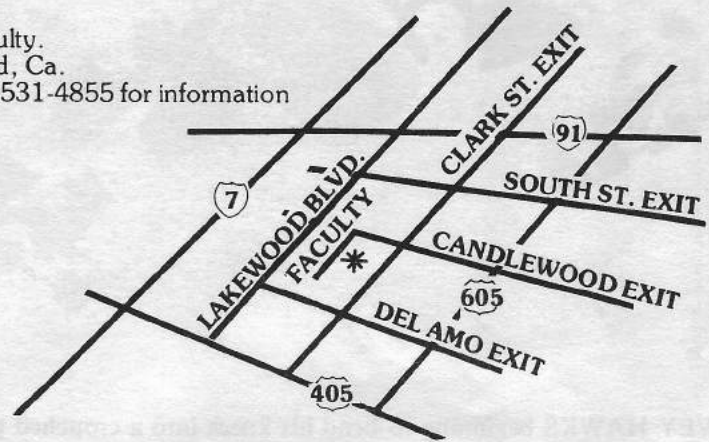 ulty.
d, Ca.
531-4855 for information
CLARK ST. EXIT
91
7
LAKEWOOD BLVD.
FACULTY
SOUTH ST. EXIT
CANDLEWOOD EXIT
605
DEL AMO EXIT
405